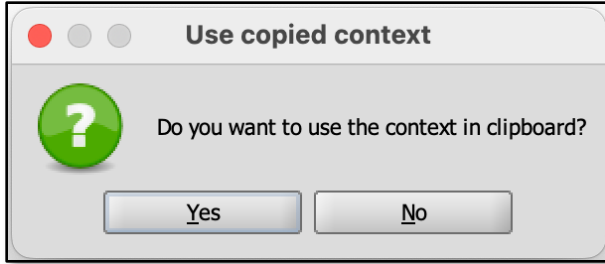 Use copied context
?
Do you want to use the context in clipboard?
Yes
No